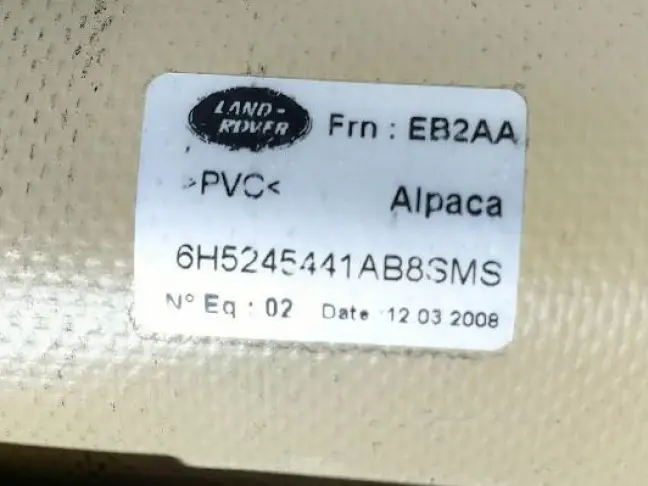 LAND-
ROVER
Frn : EB2AA
>PVC<
Alpaca
6H5245441AB8SMS
N° Eq : 02 Date : 12 03 2008